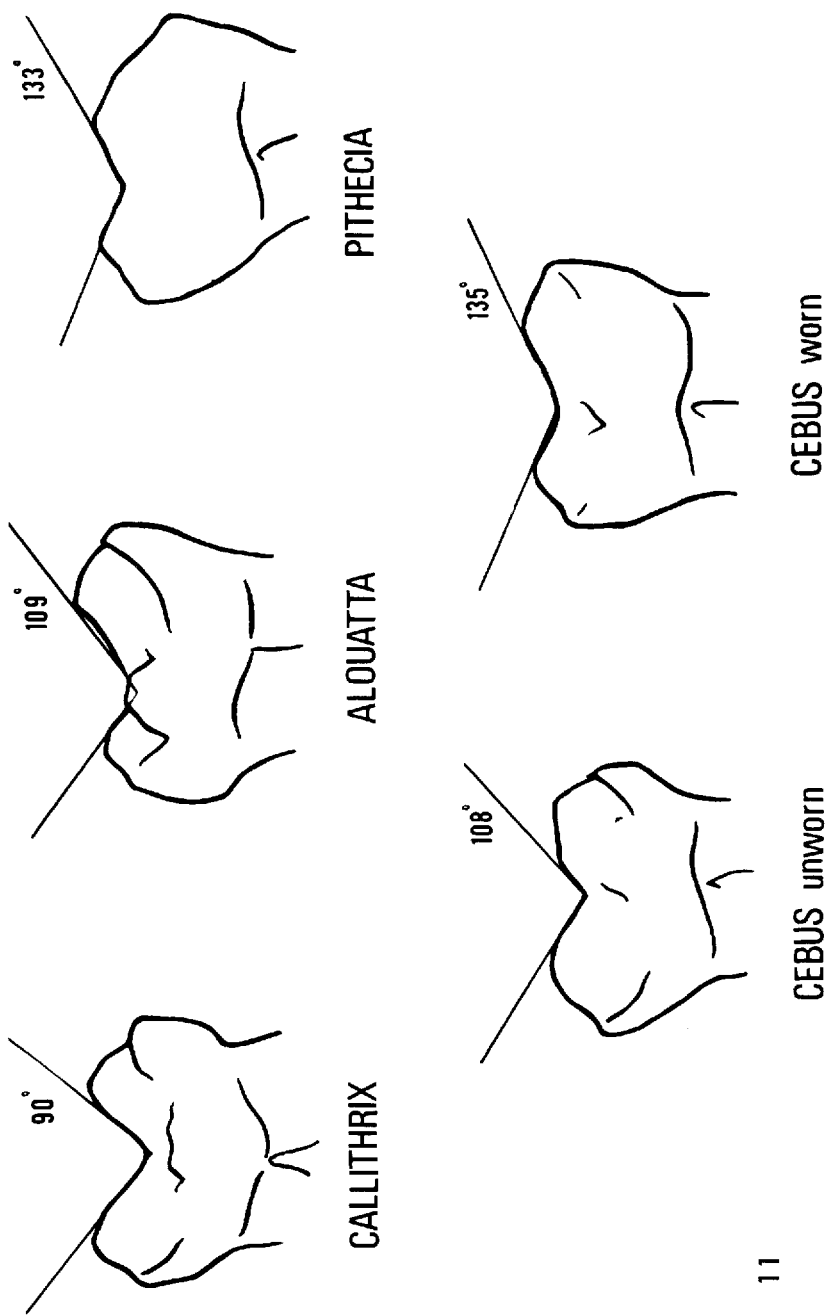 90°
CALLITHRIX
109°
ALOUATTA
133°
PITHECIA
108°
CEBUS unworn
135°
CEBUS worn
11